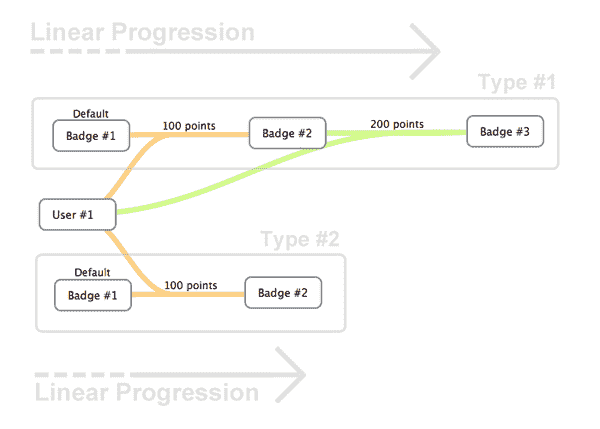 Linear Progression
Type #1
Default
Badge #1
100 points
Badge #2
200 points
Badge #3
User #1
Type #2
Default
Badge #1
100 points
Badge #2
Linear Progression